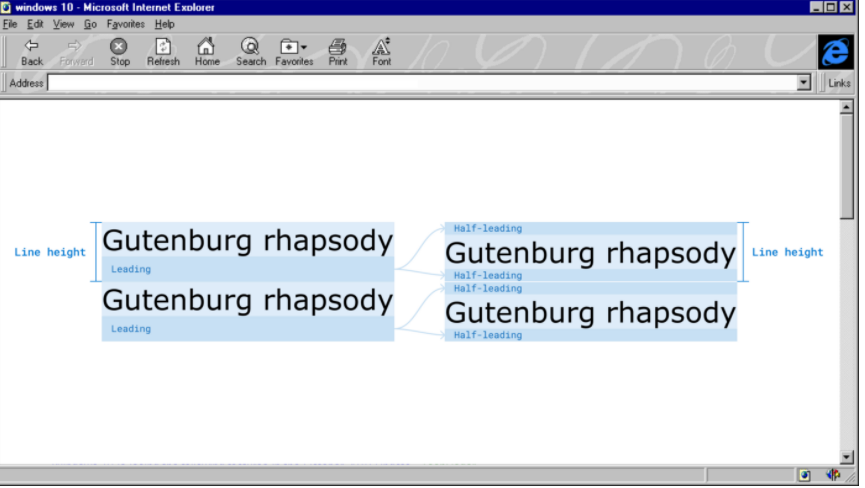 windows 10 - Microsoft Internet Explorer
File Edit View Go Favorites Help
Back Forward Stop Refresh Home Search Favorites Print Font
Address Links
Line height
Gutenburg rhapsody
Leading
Gutenburg rhapsody
Leading
Half-leading
Gutenburg rhapsody
Half-leading
Half-leading
Gutenburg rhapsody
Half-leading
Line height